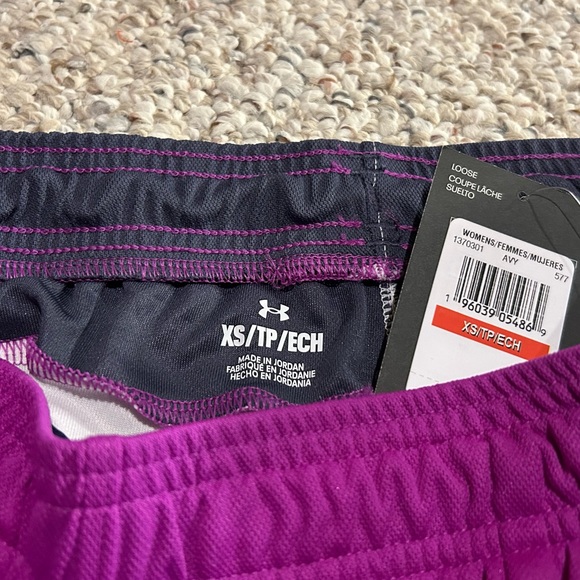 LOOSE
COUPE LÂCHE
SUELTO
WOMENS/FEMMES/MUJERES
1370301 AVY 577
1 96039 05486 9
XS/TP/ECH
XS/TP/ECH
MADE IN JORDAN
FABRIQUÉ EN JORDANIE
HECHO EN JORDANIA